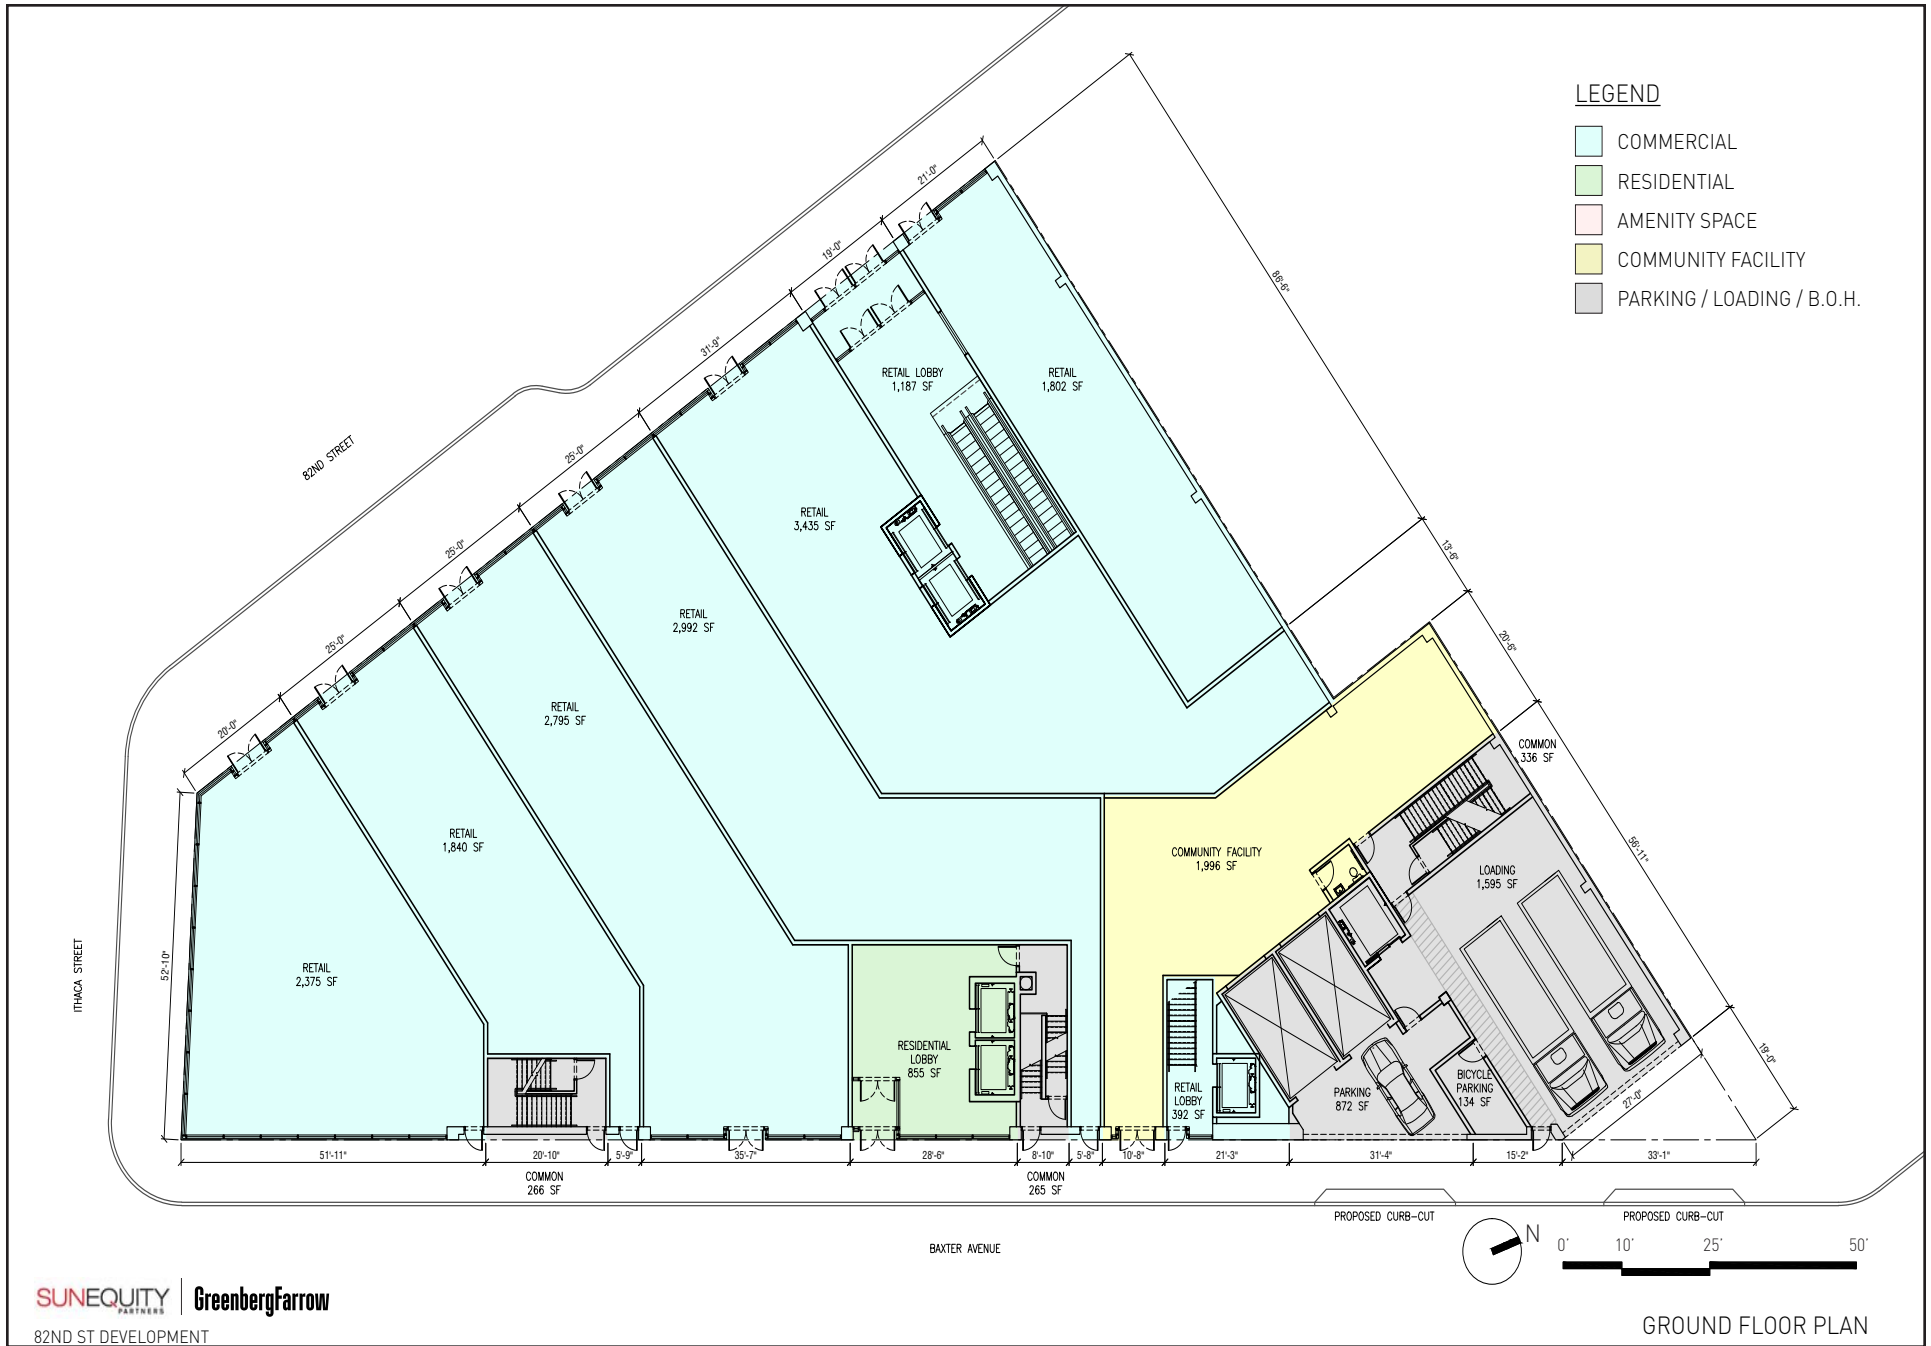 LEGEND
COMMERCIAL
RESIDENTIAL
AMENITY SPACE
COMMUNITY FACILITY
PARKING / LOADING / B.O.H.
21'-0"
19'-0"
31'-9"
25'-0"
25'-0"
25'-0"
20'-0"
86'-6"
13'-6"
20'-6"
56'-11"
19'-0"
27'-0"
82ND STREET
RETAIL LOBBY
1,187 SF
RETAIL
1,802 SF
RETAIL
3,435 SF
RETAIL
2,992 SF
RETAIL
2,795 SF
RETAIL
1,840 SF
RETAIL
2,375 SF
COMMON
336 SF
COMMUNITY FACILITY
1,996 SF
LOADING
1,595 SF
ITHACA STREET
52'-10"
RESIDENTIAL
LOBBY
855 SF
RETAIL
LOBBY
392 SF
PARKING
872 SF
BICYCLE
PARKING
134 SF
51'-11"
20'-10"
5'-9"
35'-7"
28'-6"
8'-10"
5'-8"
10'-8"
21'-3"
31'-4"
15'-2"
33'-1"
COMMON
266 SF
COMMON
265 SF
PROPOSED CURB-CUT
PROPOSED CURB-CUT
BAXTER AVENUE
N
0'
10'
25'
50'
SUNEQUITY
PARTNERS
GreenbergFarrow
82ND ST DEVELOPMENT
GROUND FLOOR PLAN